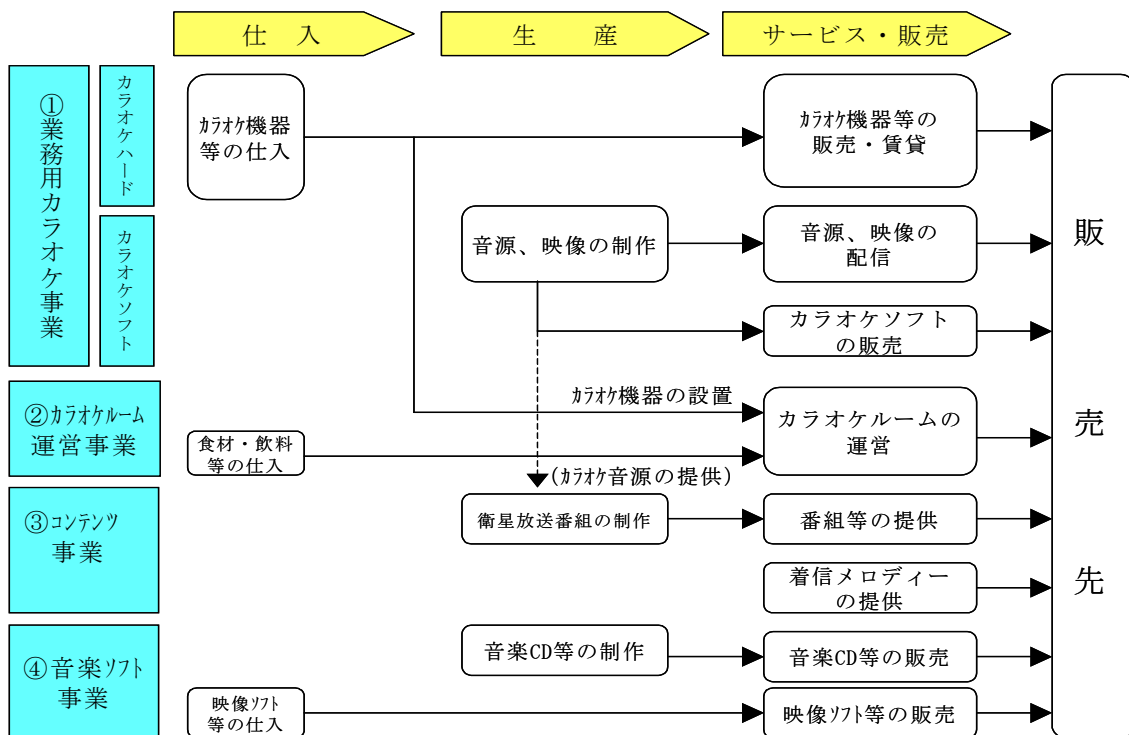 仕 入
生 産
サービス・販売
①業務用カラオケ事業
カラオケハード
カラオケソフト
ｶﾗｵｹ機器
等の仕入
ｶﾗｵｹ機器等の
販売・賃貸
音源、映像の制作
音源、映像の
配信
カラオケソフト
の販売
②ｶﾗｵｹﾙｰﾑ
運営事業
ｶﾗｵｹ機器の設置
食材・飲料
等の仕入
カラオケルームの
運営
(ｶﾗｵｹ音源の提供)
③ｺﾝﾃﾝﾂ
事業
衛星放送番組の制作
番組等の提供
着信メロディー
の提供
④音楽ｿﾌﾄ
事業
音楽CD等の制作
音楽CD等の販売
映像ｿﾌﾄ
等の仕入
映像ｿﾌﾄ等の販売
販売先